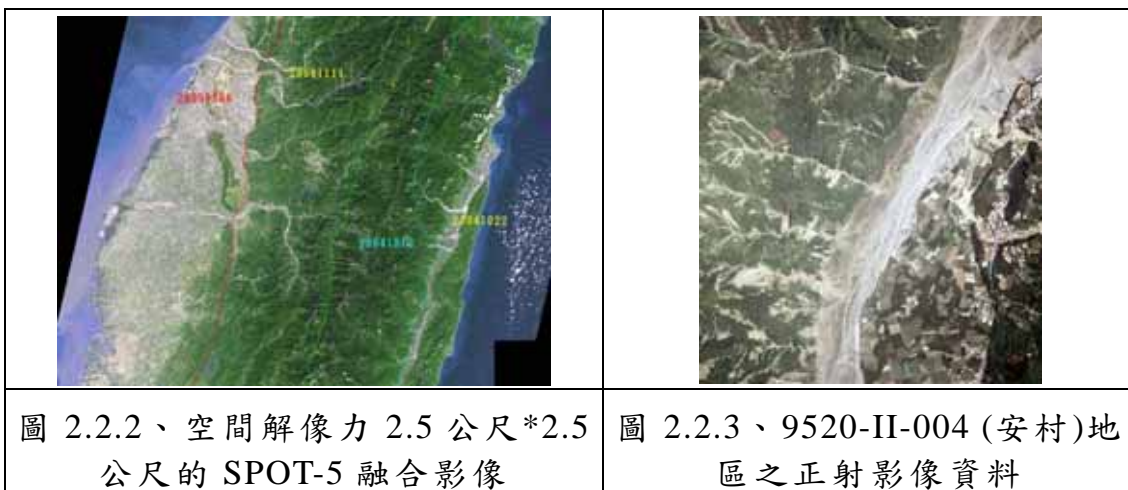 20041111
圖 2.2.2、空間解像力 2.5 公尺*2.5
公尺的 SPOT-5 融合影像
圖 2.2.3、9520-II-004 (安村)地
區之正射影像資料